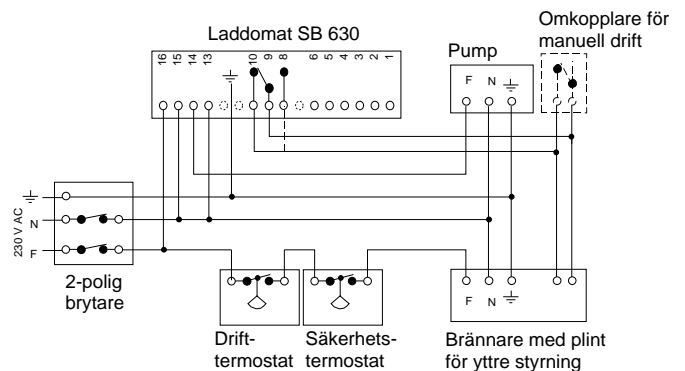 Omkopplare för
manuell drift
Laddomat SB 630
Pump
16 15 14 13 10 9 8 6 5 4 3 2 1
F N
230 V AC
N
F
2-polig
brytare
F N
Drift-
termostat
Säkerhets-
termostat
Brännare med plint
för yttre styrning